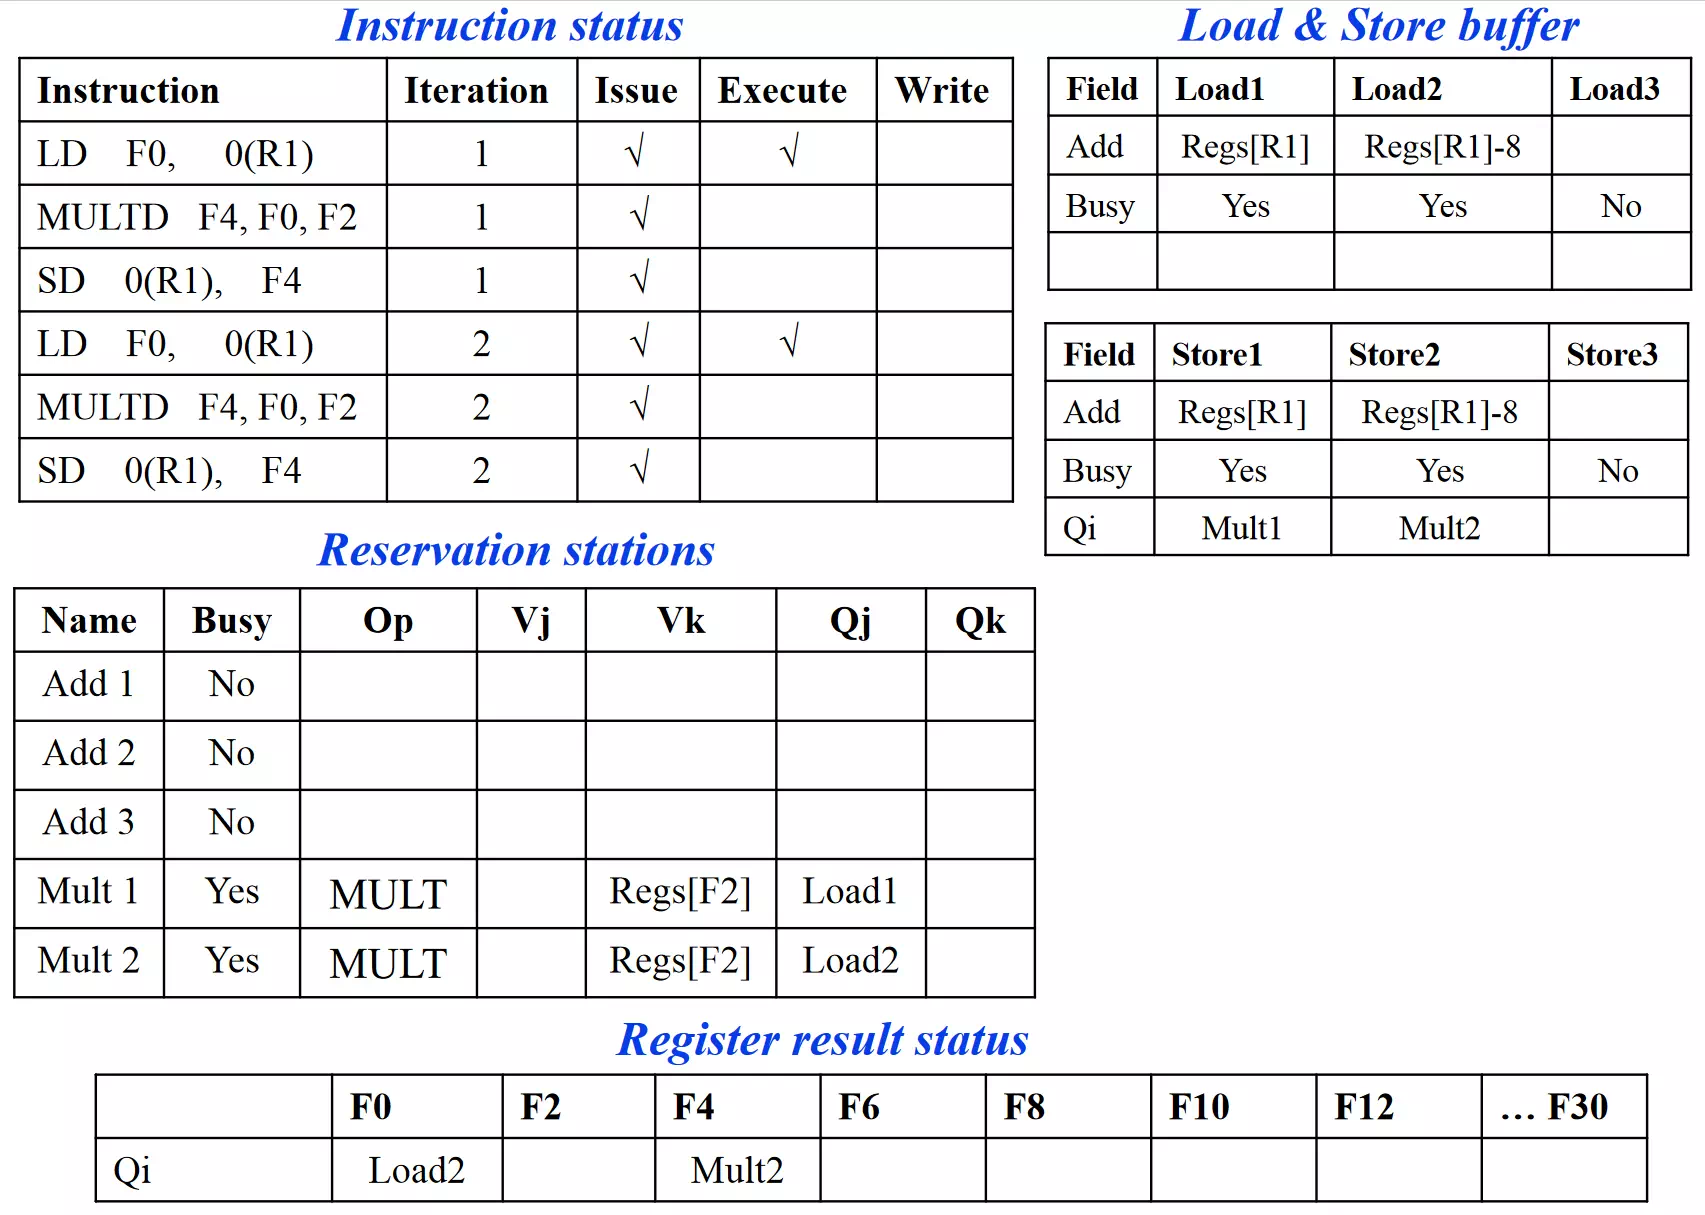 Instruction status
Instruction Iteration Issue Execute Write
LD F0, 0(R1) 1 √ √
MULTD F4, F0, F2 1 √
SD 0(R1), F4 1 √
LD F0, 0(R1) 2 √ √
MULTD F4, F0, F2 2 √
SD 0(R1), F4 2 √
Load & Store buffer
Field Load1 Load2 Load3
Add Regs[R1] Regs[R1]-8
Busy Yes Yes No
Field Store1 Store2 Store3
Add Regs[R1] Regs[R1]-8
Busy Yes Yes No
Qi Mult1 Mult2
Reservation stations
Name Busy Op Vj Vk Qj Qk
Add 1 No
Add 2 No
Add 3 No
Mult 1 Yes MULT Regs[F2] Load1
Mult 2 Yes MULT Regs[F2] Load2
Register result status
F0 F2 F4 F6 F8 F10 F12 … F30
Qi Load2 Mult2